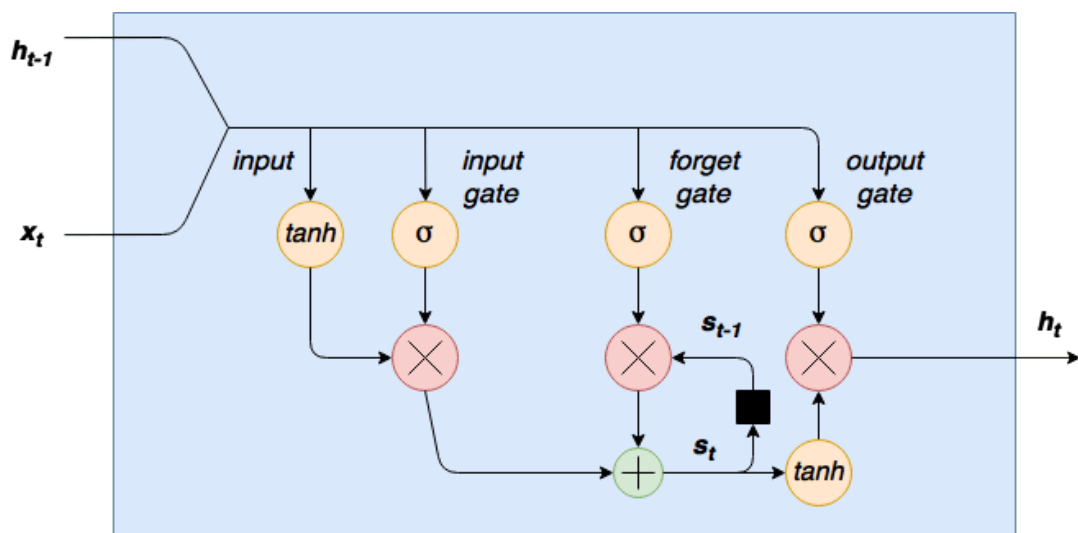 h_{t-1}
input
input
gate
forget
gate
output
gate
x_t
tanh
σ
σ
σ
s_{t-1}
h_t
s_t
tanh